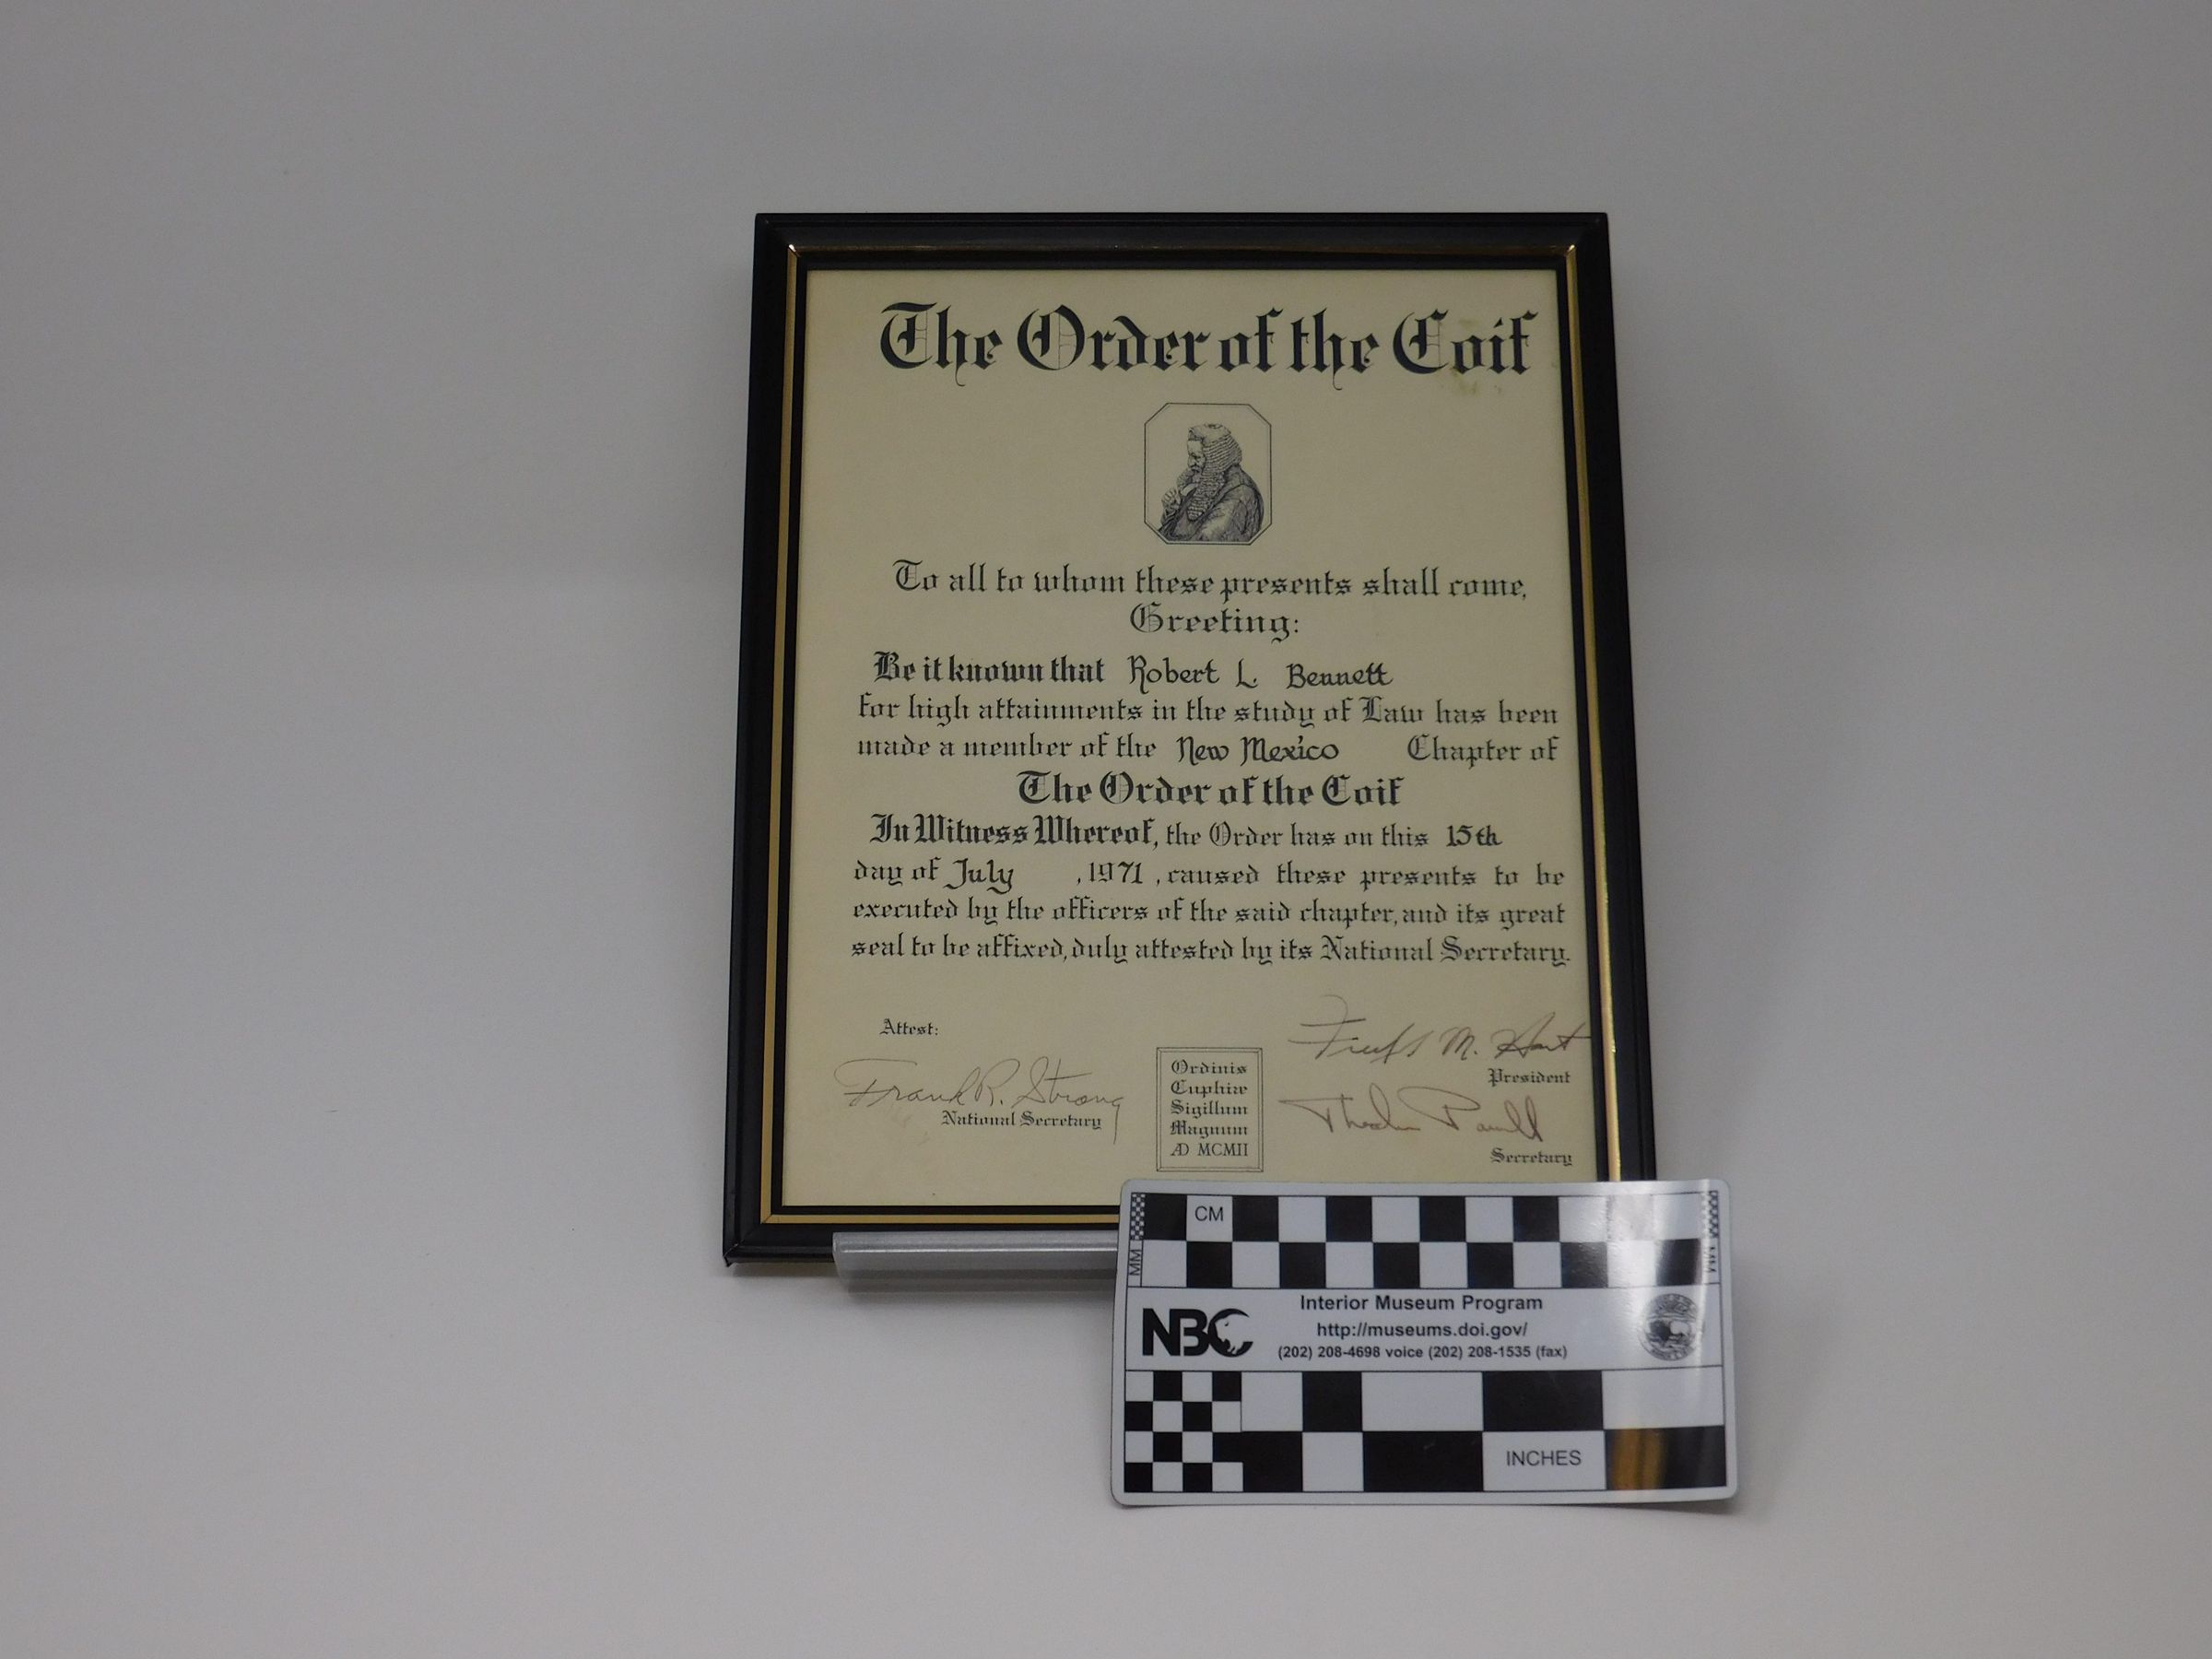 The Order of the Coif
To all to whom these presents shall come,
Greeting:
Be it known that Robert L. Bennett
for high attainments in the study of Law has been
made a member of the New Mexico Chapter of
The Order of the Coif
In Witness Whereof, the Order has on this 15th
day of July , 1971 , caused these presents to be
executed by the officers of the said chapter, and its great
seal to be affixed, duly attested by its National Secretary.
Attest:
Frank R. Strong
National Secretary
Ordinis
Cuphiæ
Sigillum
Magnum
AD MCMII
M. Hart
President
Secretary
CM
MM
MM
NBC
Interior Museum Program
http://museums.doi.gov/
(202) 208-4698 voice (202) 208-1535 (fax)
INCHES